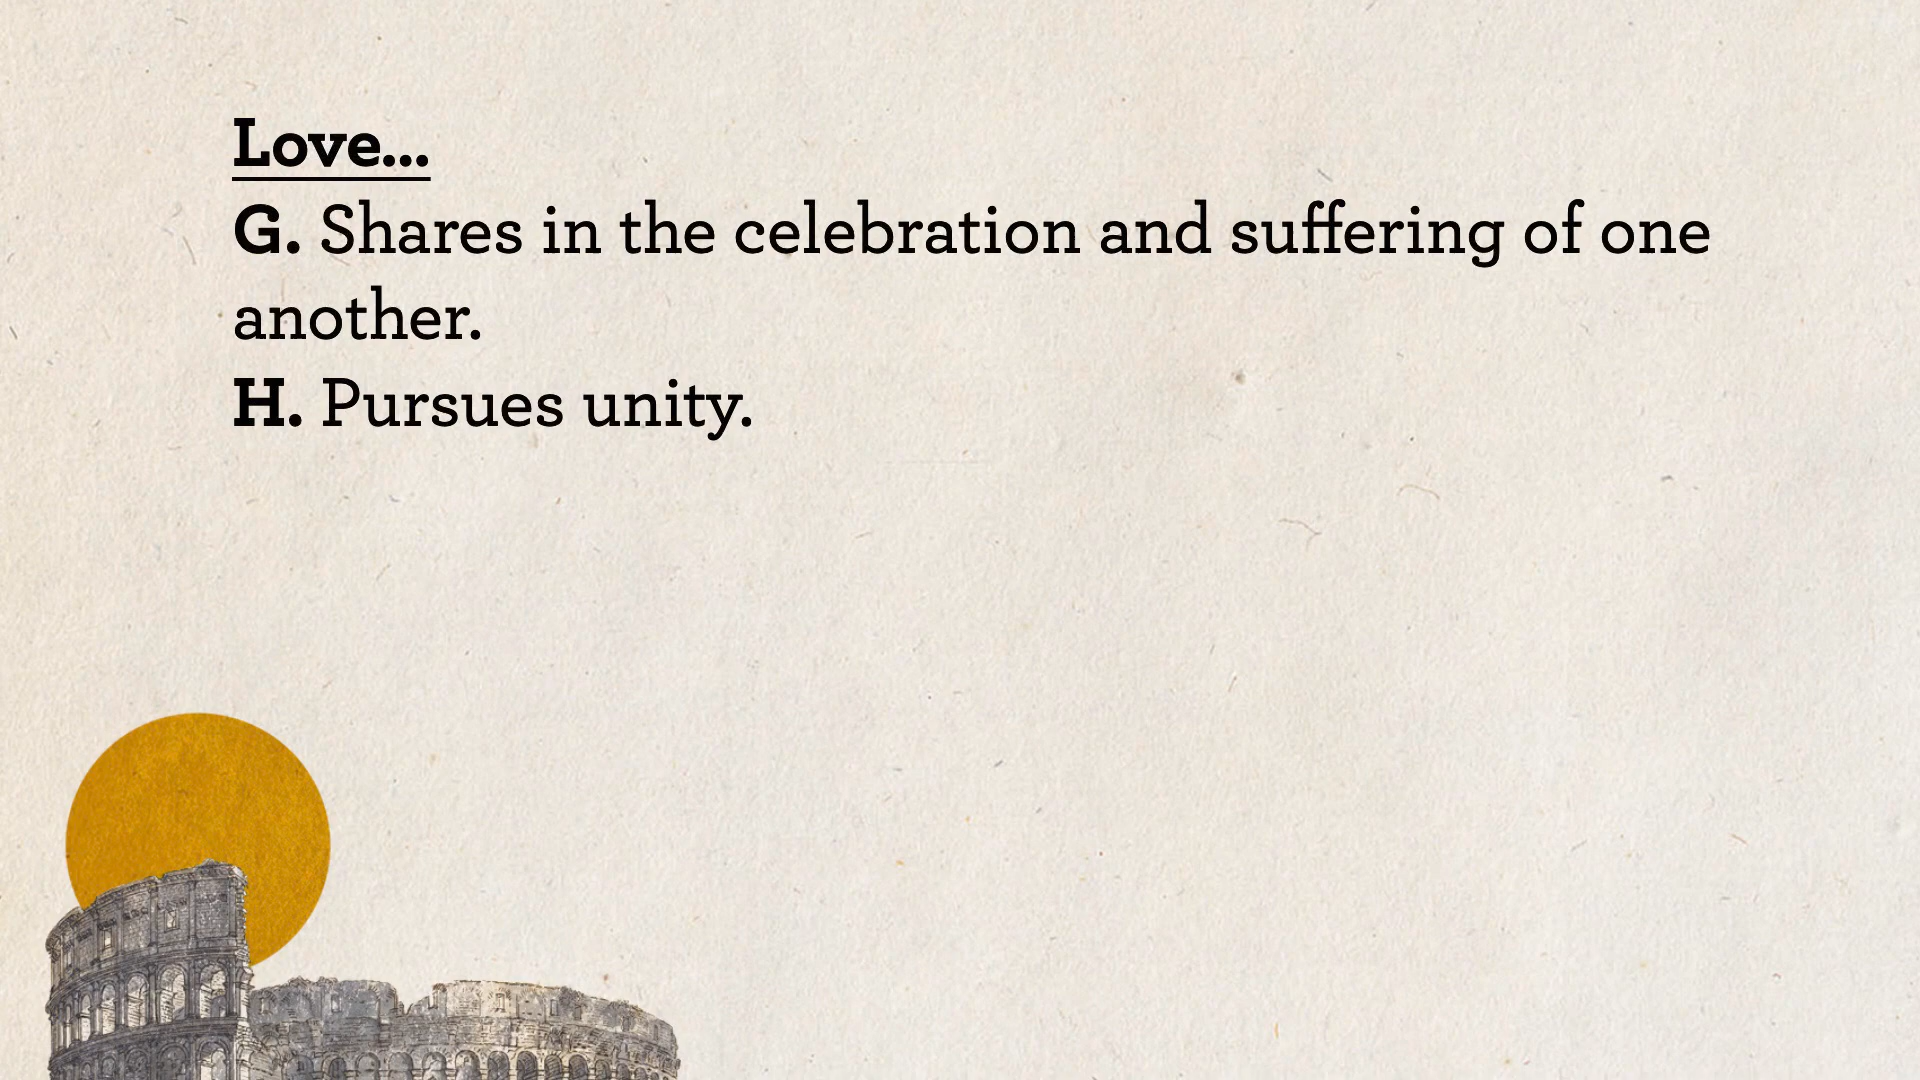 Love...
G. Shares in the celebration and suffering of one
another.
H. Pursues unity.